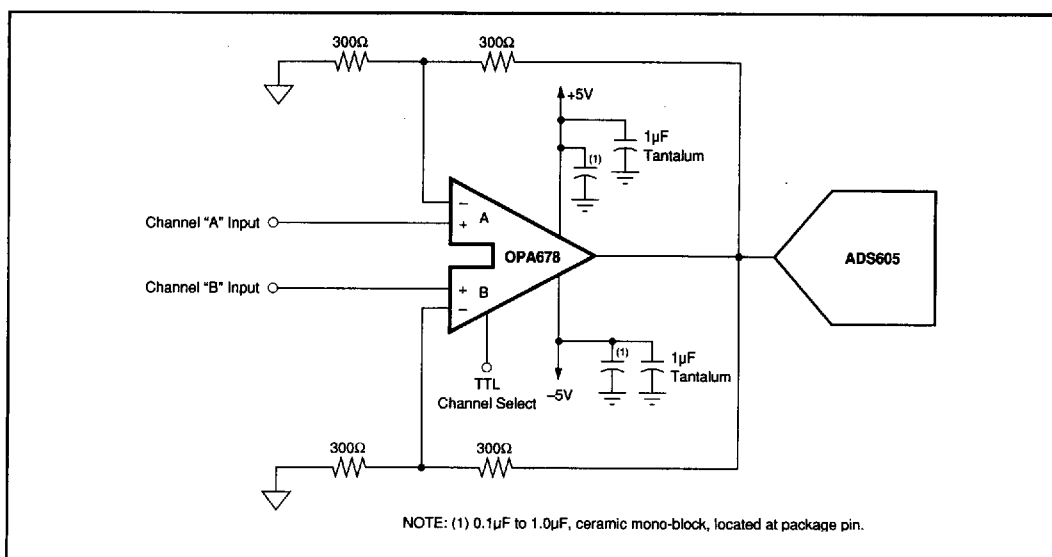 300Ω
300Ω
+5V
1μF
Tantalum
(1)
–
A
+
Channel "A" Input
OPA678
ADS605
Channel "B" Input
+
B
–
(1)
1μF
Tantalum
TTL
Channel Select
–5V
300Ω
300Ω
NOTE: (1) 0.1μF to 1.0μF, ceramic mono-block, located at package pin.